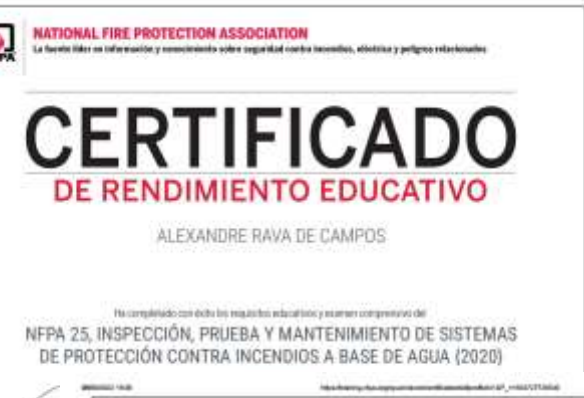 PA
NATIONAL FIRE PROTECTION ASSOCIATION
La fuente líder en información y conocimiento sobre seguridad contra incendios, eléctrica y peligros relacionados
CERTIFICADO
DE RENDIMIENTO EDUCATIVO
ALEXANDRE RAVA DE CAMPOS
Ha completado con éxito los requisitos educativos y examen comprensivo del
NFPA 25, INSPECCIÓN, PRUEBA Y MANTENIMIENTO DE SISTEMAS
DE PROTECCIÓN CONTRA INCENDIOS A BASE DE AGUA (2020)